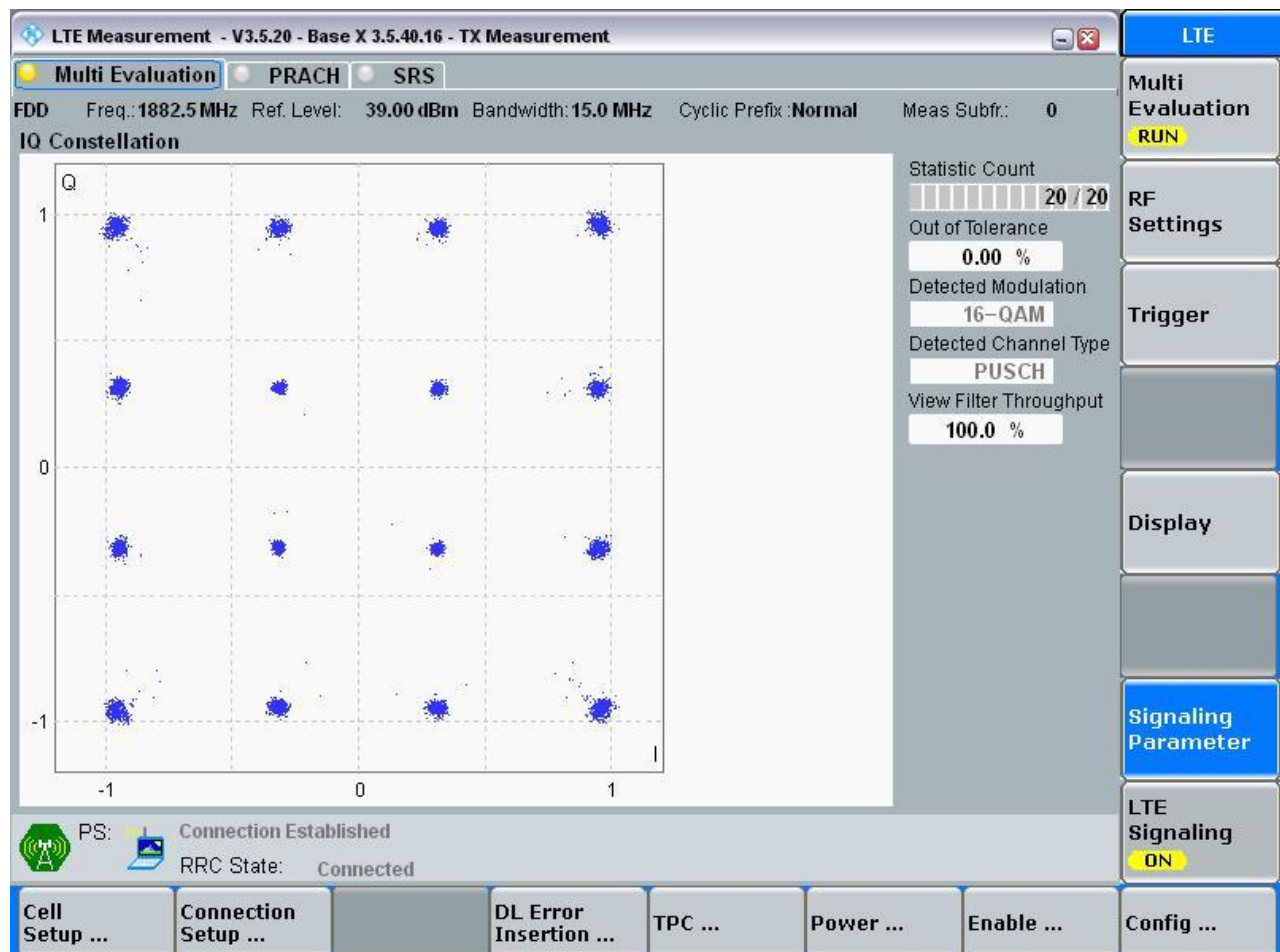 LTE Measurement - V3.5.20 - Base X 3.5.40.16 - TX Measurement
LTE
Multi Evaluation PRACH SRS
FDD Freq.: 1882.5 MHz Ref. Level: 39.00 dBm Bandwidth: 15.0 MHz Cyclic Prefix :Normal Meas Subfr.: 0
IQ Constellation
Q
1
0
-1
I
-1 0 1
Statistic Count
20 / 20
Out of Tolerance
0.00 %
Detected Modulation
16-QAM
Detected Channel Type
PUSCH
View Filter Throughput
100.0 %
Multi
Evaluation
RUN
RF
Settings
Trigger
Display
Signaling
Parameter
LTE
Signaling
ON
PS: Connection Established
RRC State: Connected
Cell
Setup ...
Connection
Setup ...
DL Error
Insertion ...
TPC ...
Power ...
Enable ...
Config ...